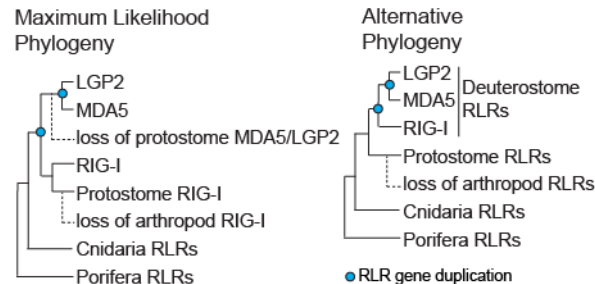 Maximum Likelihood
Phylogeny
LGP2
MDA5
loss of protostome MDA5/LGP2
RIG-I
Protostome RIG-I
loss of arthropod RIG-I
Cnidaria RLRs
Porifera RLRs
Alternative
Phylogeny
LGP2
MDA5
RIG-I
Deuterostome
RLRs
Protostome RLRs
loss of arthropod RLRs
Cnidaria RLRs
Porifera RLRs
RLR gene duplication